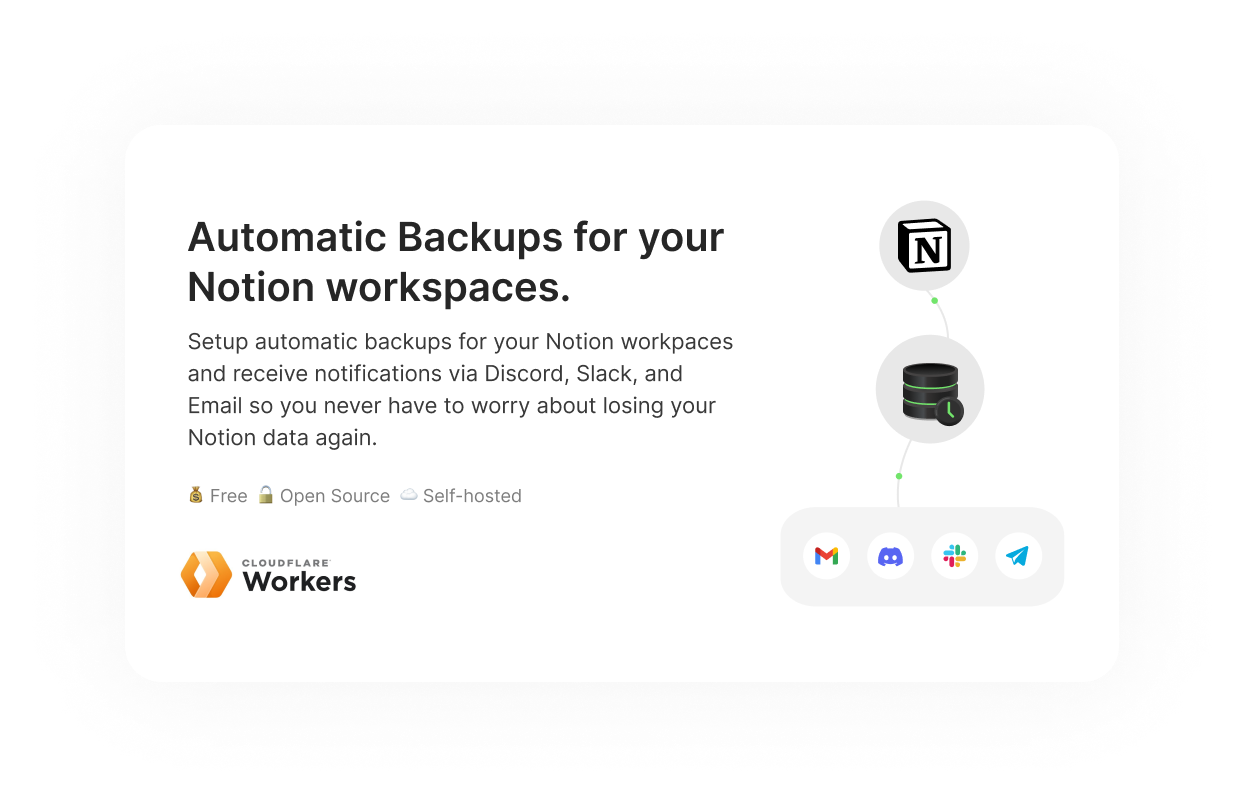 Automatic Backups for your
Notion workspaces.
Setup automatic backups for your Notion workpaces
and receive notifications via Discord, Slack, and
Email so you never have to worry about losing your
Notion data again.
💰 Free 🔓 Open Source ☁️ Self-hosted
CLOUDFLARE
Workers
N